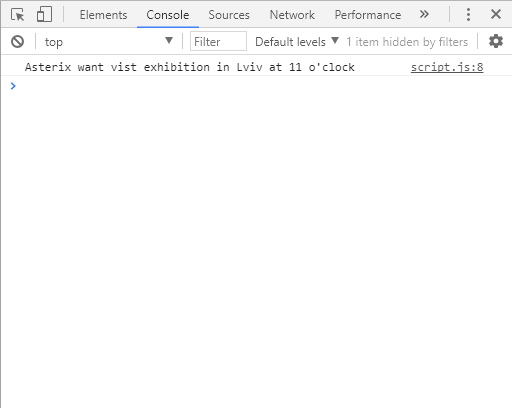 Elements Console Sources Network Performance »
top Filter Default levels 1 item hidden by filters
Asterix want vist exhibition in Lviv at 11 o'clock script.js:8